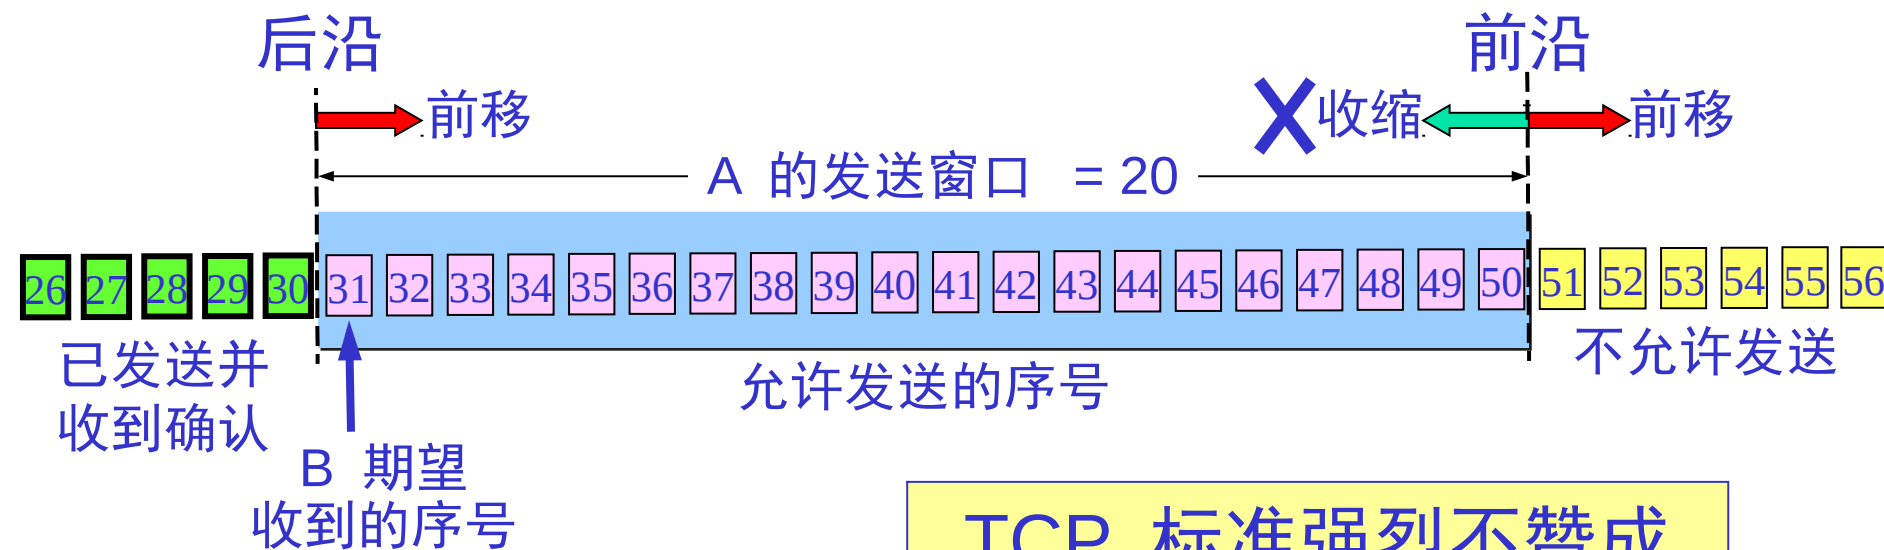 后沿 前沿
前移 收缩 前移
A 的发送窗口 = 20
26 27 28 29 30 31 32 33 34 35 36 37 38 39 40 41 42 43 44 45 46 47 48 49 50 51 52 53 54 55 56
已发送并
收到确认
允许发送的序号
不允许发送
B 期望
收到的序号
TCP 标准强列不赞成